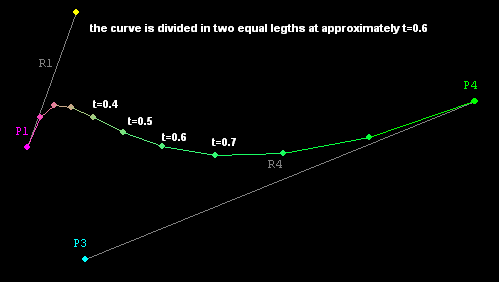 the curve is divided in two equal legths at approximately t=0.6
R1
P4
t=0.4
t=0.5
P1
t=0.6
t=0.7
R4
P3